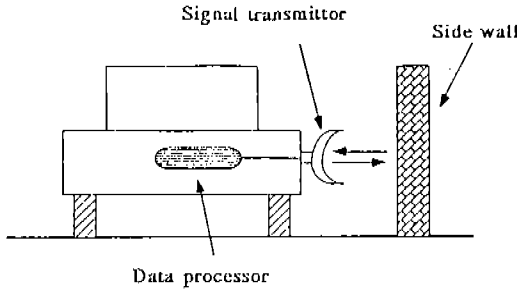 Signal transmittor
Side wall
Data processor